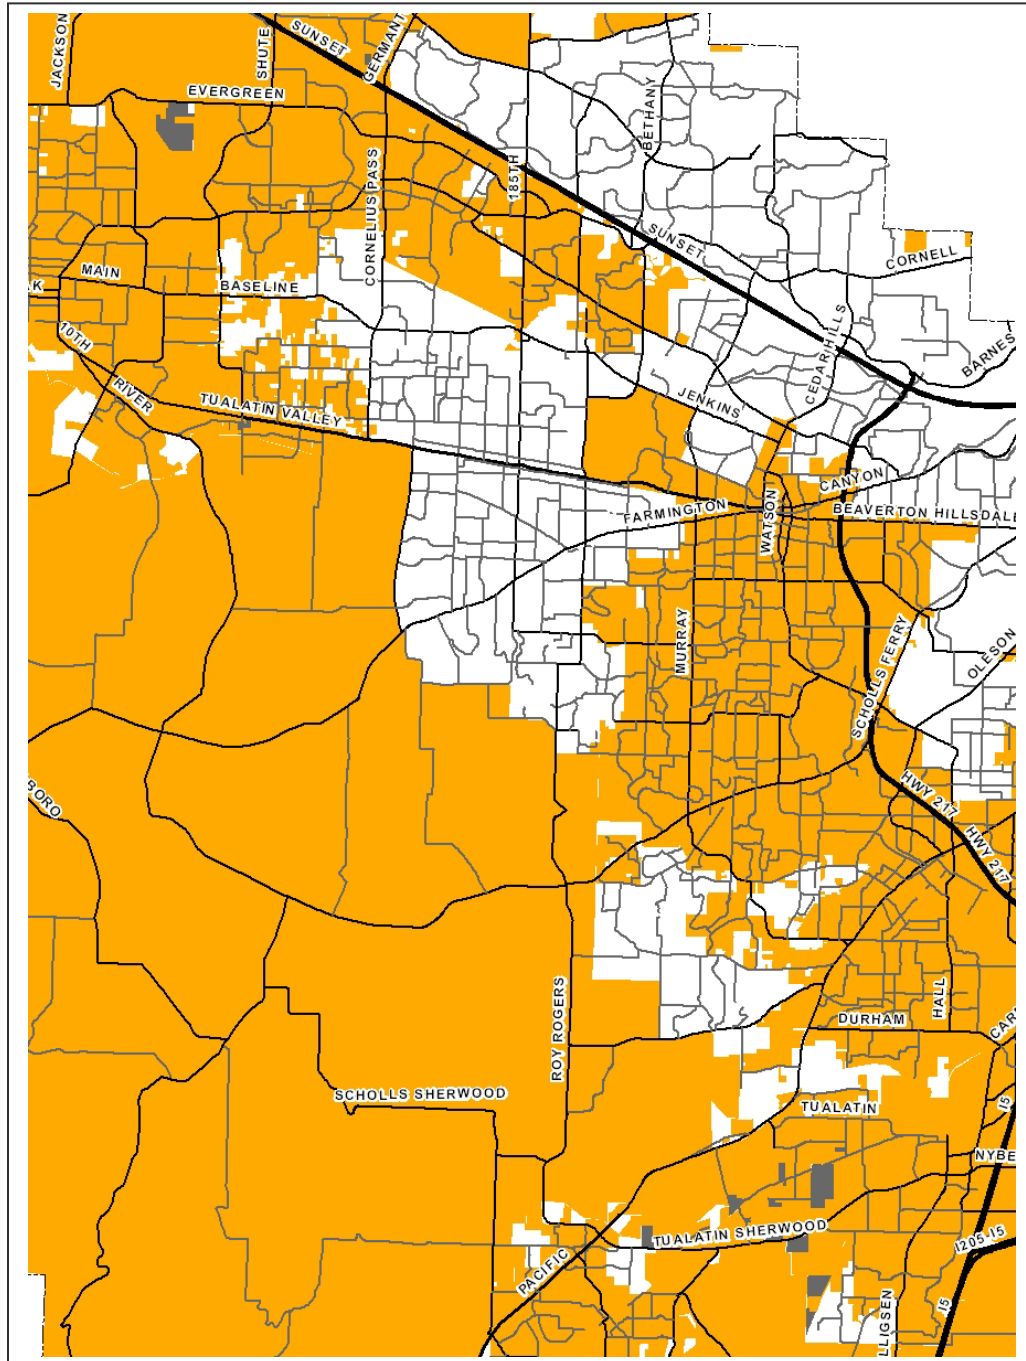 JACKSON
SHUTE
SUNSET
GERMANT
EVERGREEN
BETHANY
185TH
CORNELIUS PASS
SUNSET
CORNELL
MAIN
K
BASELINE
10TH
RIVER
TUALATIN VALLEY
CEDAR HILLS
BARNES
JENKINS
CANYON
WATSON
FARMINGTON
BEAVERTON HILLSDALE
MURRAY
SCHOLLS FERRY
OLESON
BORO
HWY 217
HWY 217
ROY ROGERS
HALL
DURHAM
CAR
SCHOLLS SHERWOOD
TUALATIN
I5
NYBE
TUALATIN SHERWOOD
I205-I5
PACIFIC
LLIGSEN
I5